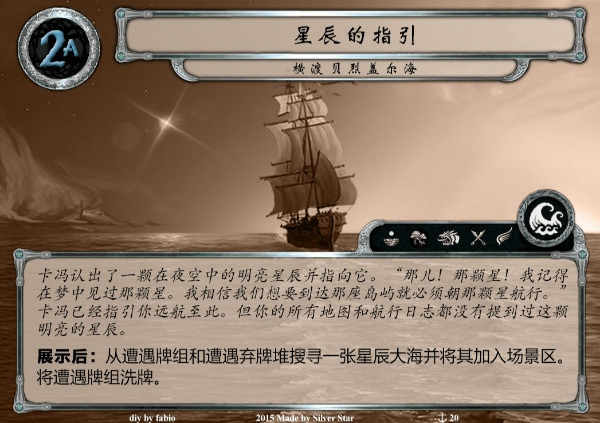 2A
星辰的指引
横渡贝烈盖尔海
卡冯认出了一颗在夜空中的明亮星辰并指向它。“那儿！那颗星！我记得
在梦中见过那颗星。我相信我们想要到达那座岛屿就必须朝那颗星航行。”
卡冯已经指引你远航至此。但你的所有地图和航行日志都没有提到过这颗
明亮的星辰。
展示后：从遭遇牌组和遭遇弃牌堆搜寻一张星辰大海并将其加入场景区。
将遭遇牌组洗牌。
diy by fabio 2015 Made by Silver Star 20